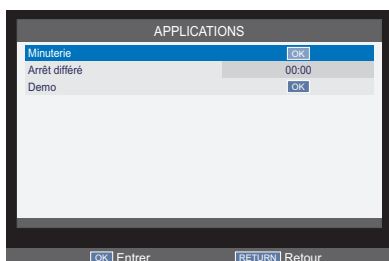 APPLICATIONS
Minuterie OK
Arrêt différé 00:00
Demo OK
OK Entrer RETURN Retour